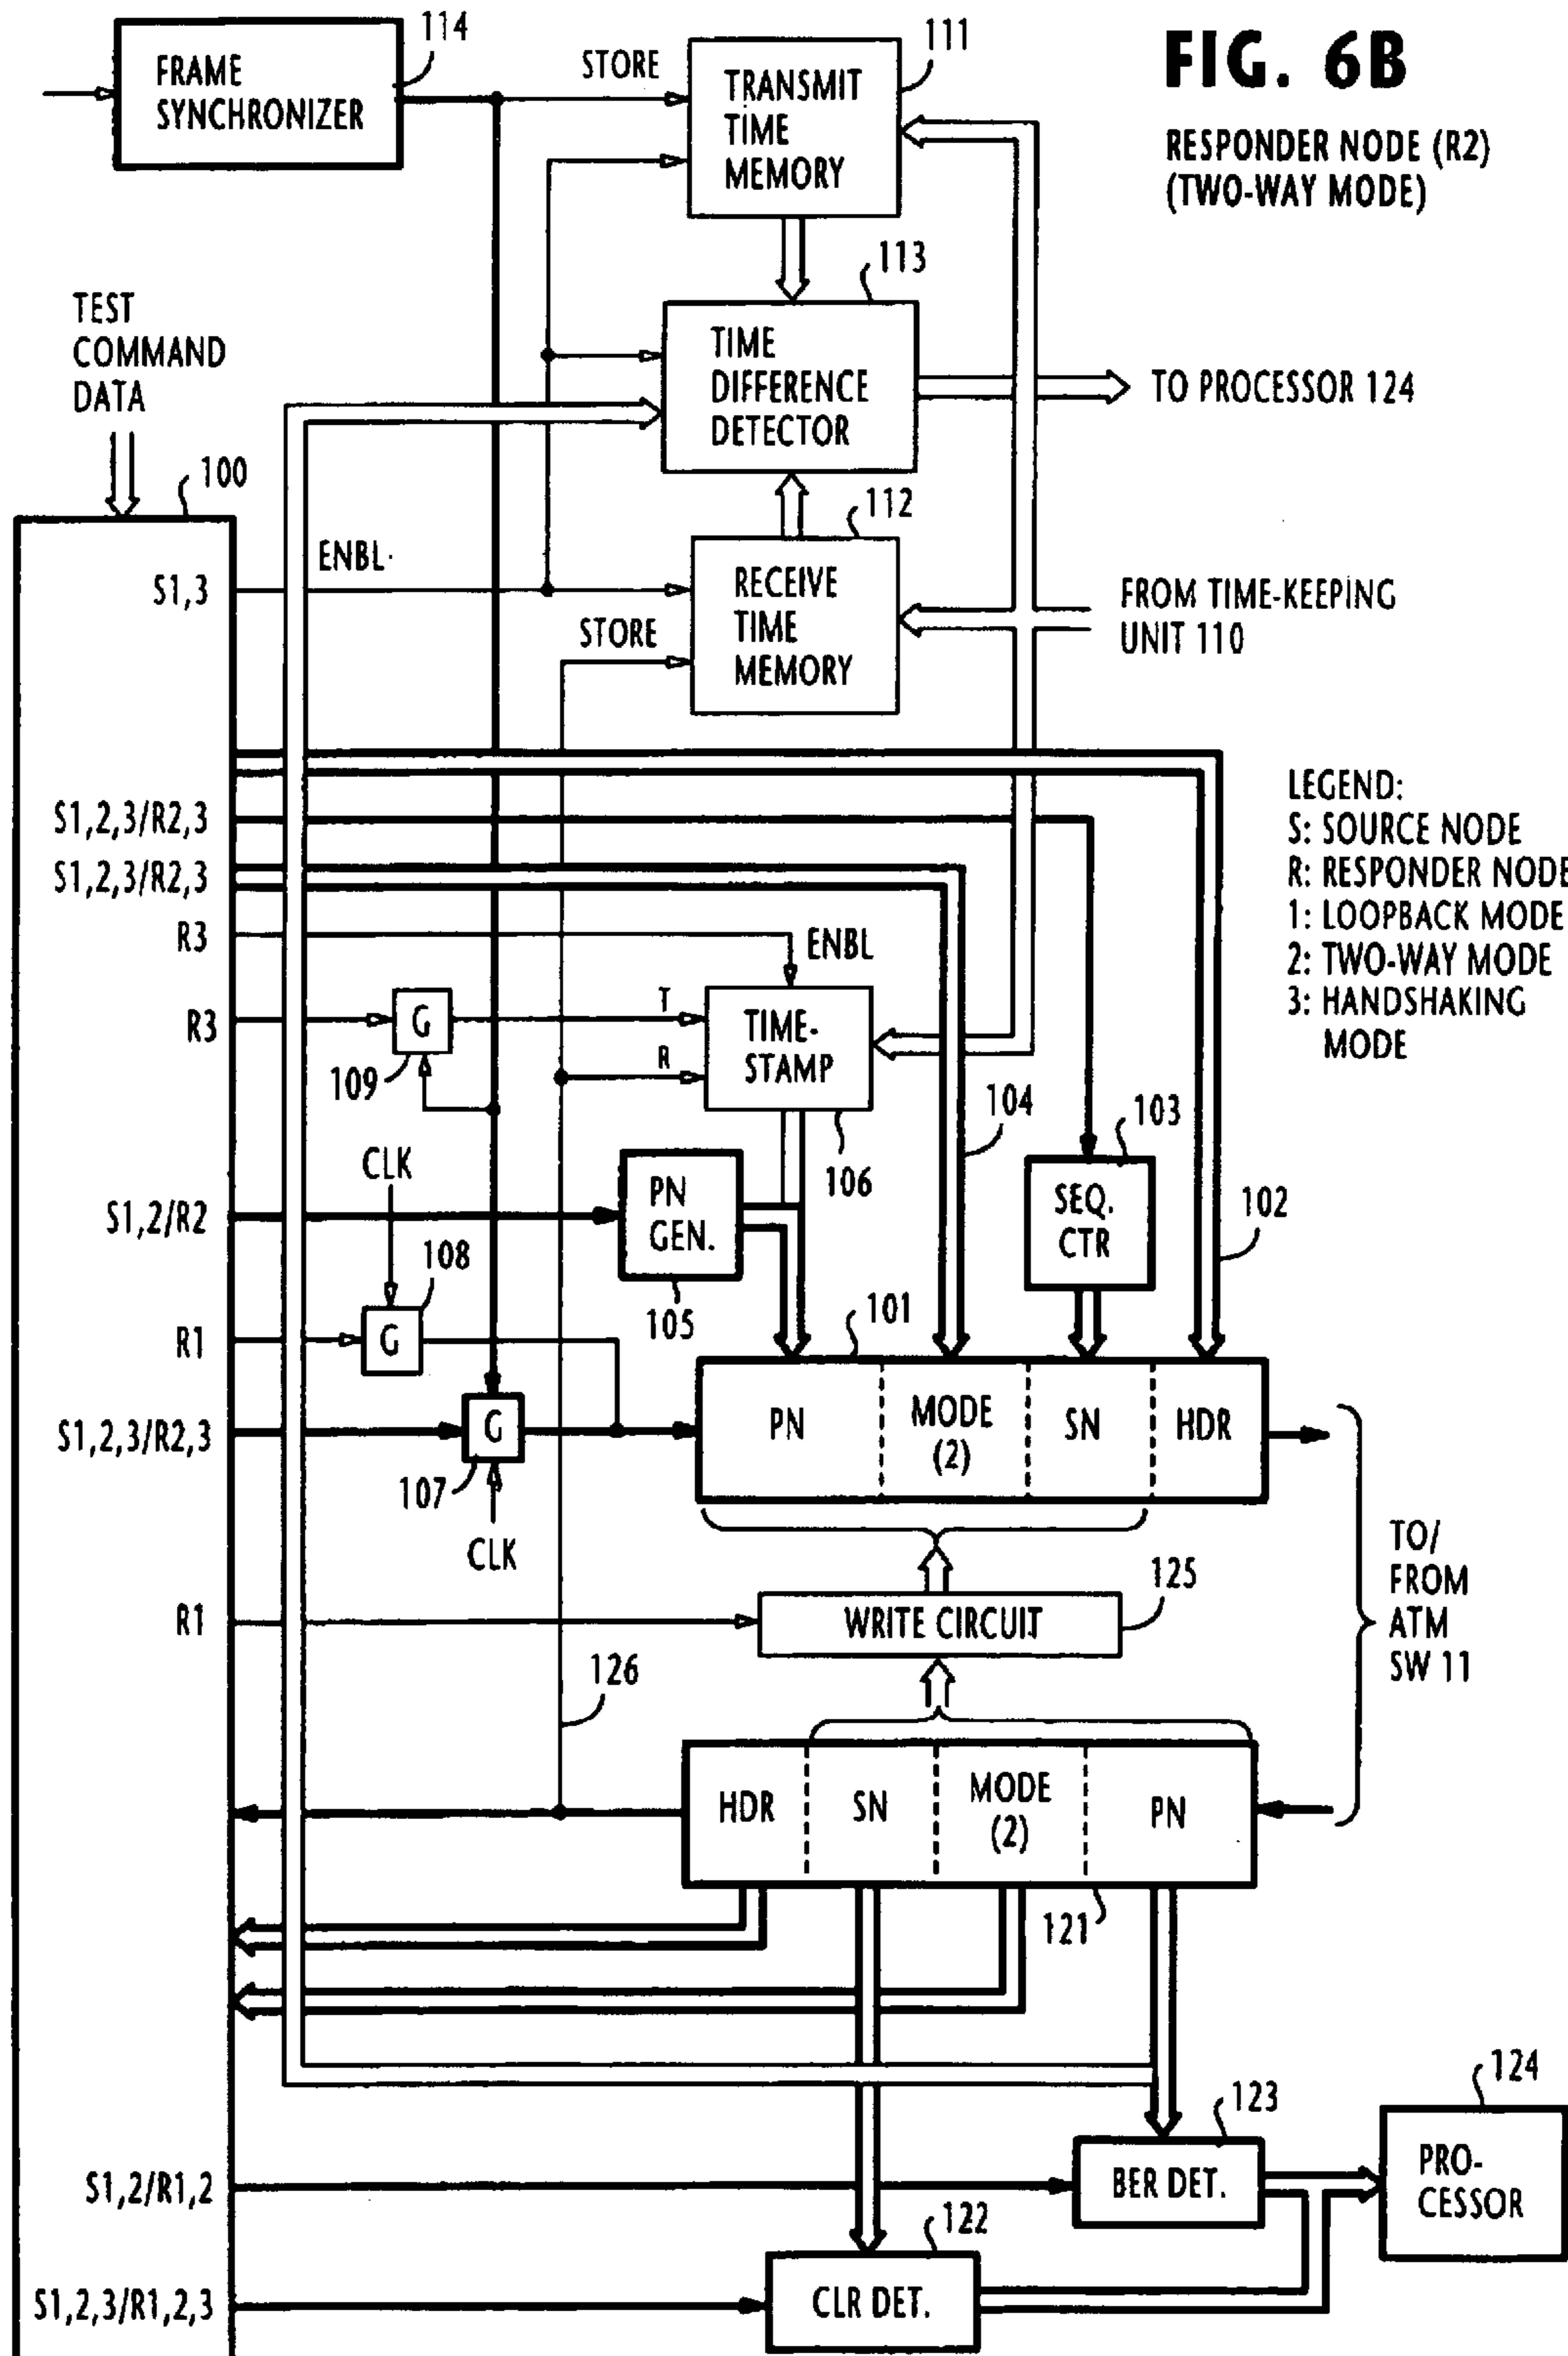 FIG. 6B
RESPONDER NODE (R2)
(TWO-WAY MODE)
114
FRAME
SYNCHRONIZER
STORE
111
TRANSMIT
TIME
MEMORY
113
TIME
DIFFERENCE
DETECTOR
TO PROCESSOR 124
TEST
COMMAND
DATA
100
ENBL
S1,3
112
RECEIVE
TIME
MEMORY
STORE
FROM TIME-KEEPING
UNIT 110
LEGEND:
S: SOURCE NODE
R: RESPONDER NODE
1: LOOPBACK MODE
2: TWO-WAY MODE
3: HANDSHAKING
MODE
S1,2,3/R2,3
S1,2,3/R2,3
R3
ENBL
R3
G
109
T
R
TIME-
STAMP
106
104
103
SEQ.
CTR
102
CLK
S1,2/R2
PN
GEN.
105
108
R1
G
101
S1,2,3/R2,3
G
107
CLK
PN
MODE
(2)
SN
HDR
TO/
FROM
ATM
SW 11
R1
WRITE CIRCUIT
125
126
HDR
SN
MODE
(2)
PN
121
S1,2/R1,2
123
BER DET.
124
PRO-
CESSOR
122
S1,2,3/R1,2,3
CLR DET.